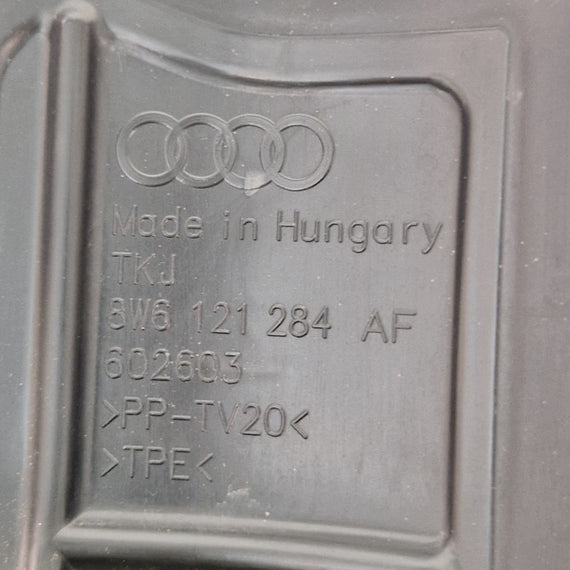 Made in Hungary
TKJ
8W6 121 284 AF
602603
>PP-TV20<
>TPE<